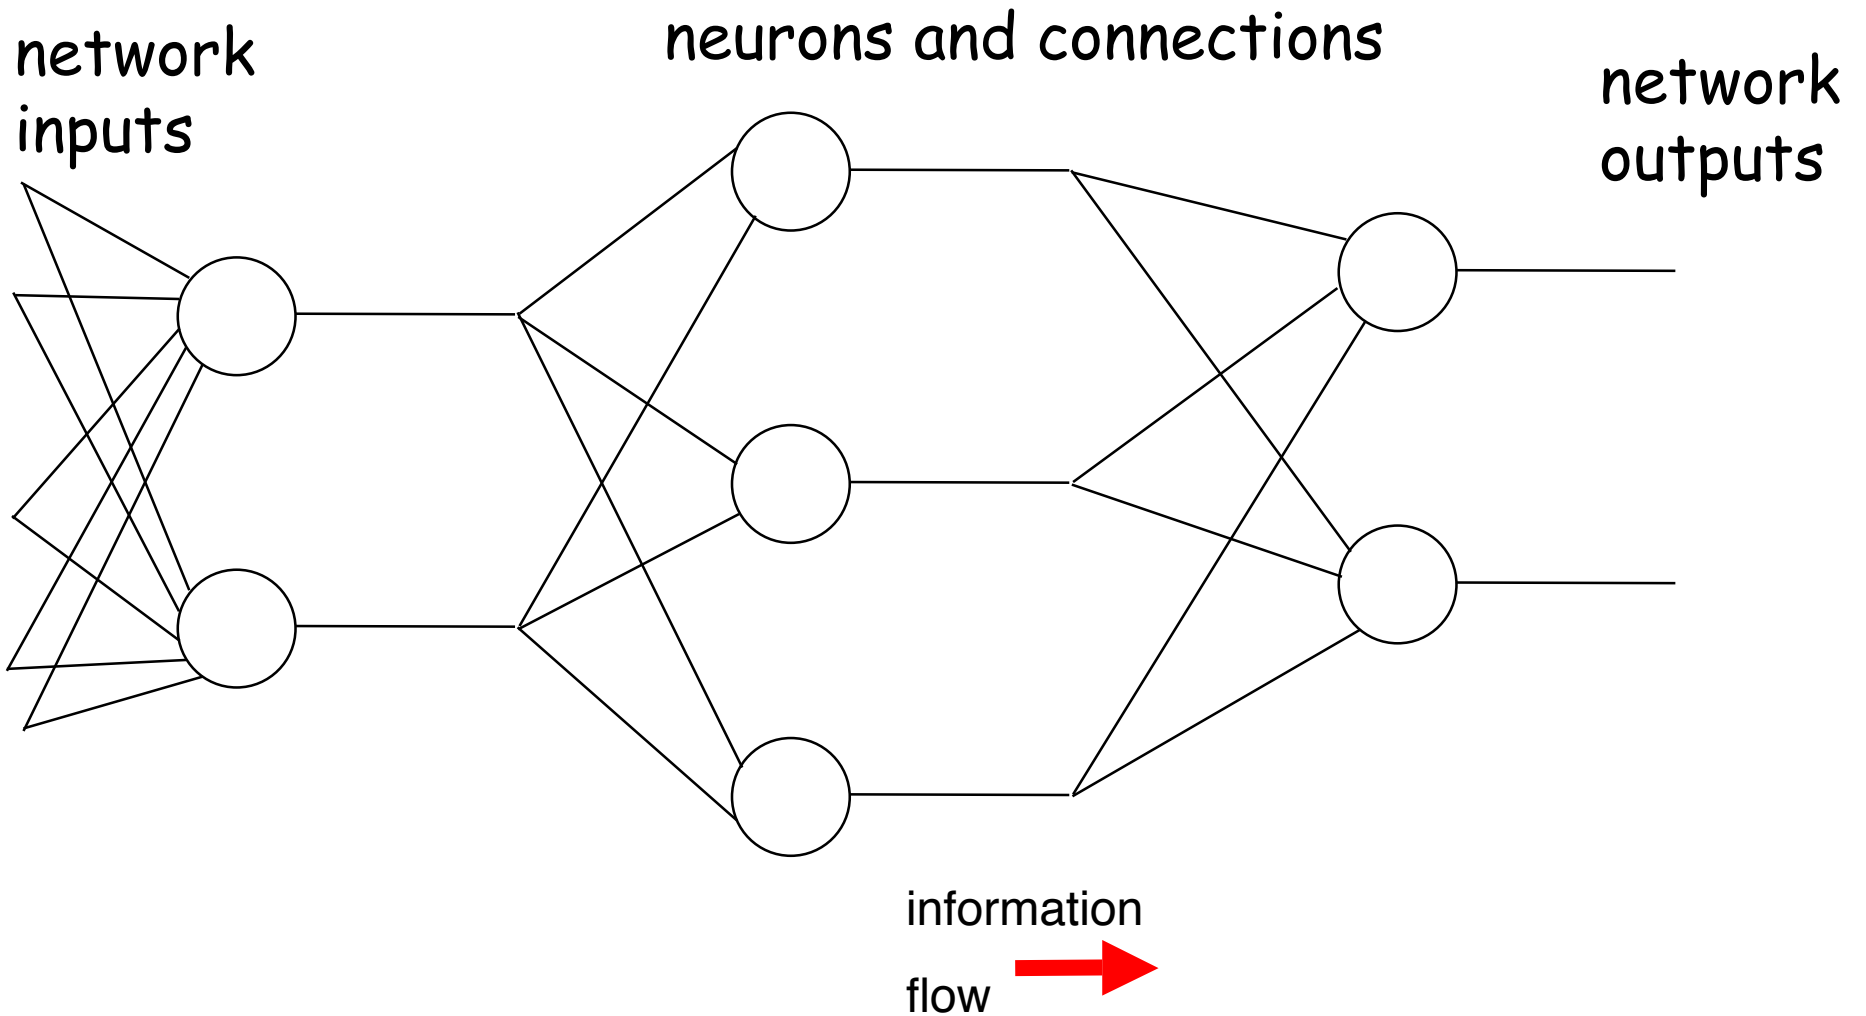 network
inputs
neurons and connections
network
outputs
information
flow